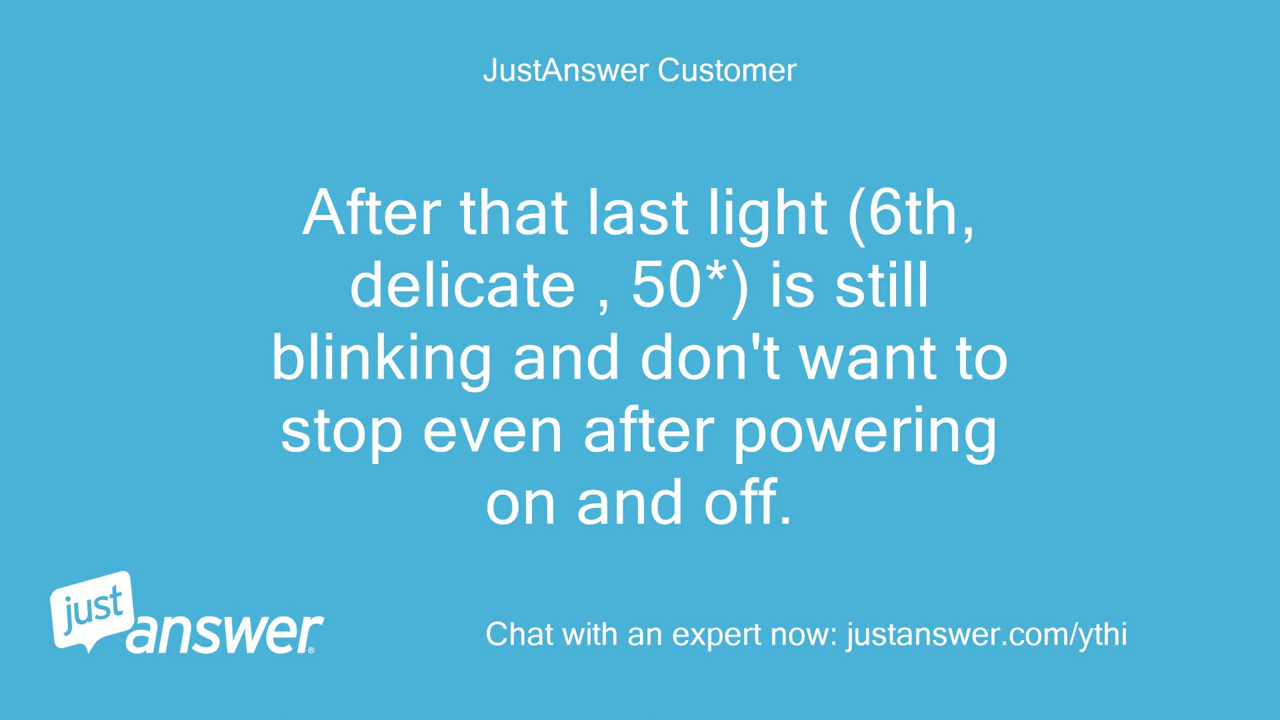 JustAnswer Customer
After that last light (6th,
delicate , 50*) is still
blinking and don't want to
stop even after powering
on and off.
just
answer®
Chat with an expert now: justanswer.com/ythi